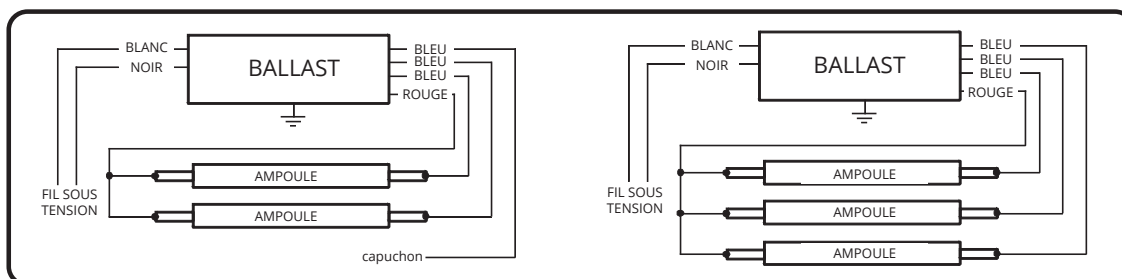 BLANC
NOIR
BALLAST
BLEU
BLEU
BLEU
ROUGE
AMPOULE
AMPOULE
FIL SOUS
TENSION
capuchon
BLANC
NOIR
BALLAST
BLEU
BLEU
BLEU
ROUGE
AMPOULE
AMPOULE
AMPOULE
FIL SOUS
TENSION